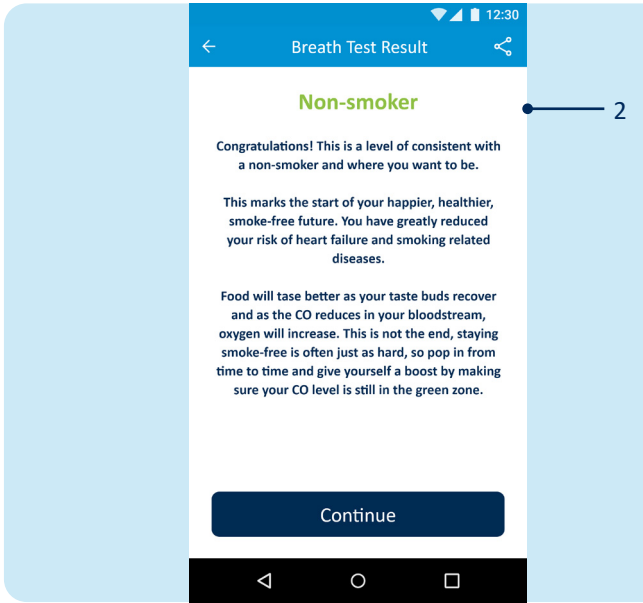 12:30
Breath Test Result
Non-smoker
2
Congratulations! This is a level of consistent with
a non-smoker and where you want to be.
This marks the start of your happier, healthier,
smoke-free future. You have greatly reduced
your risk of heart failure and smoking related
diseases.
Food will tase better as your taste buds recover
and as the CO reduces in your bloodstream,
oxygen will increase. This is not the end, staying
smoke-free is often just as hard, so pop in from
time to time and give yourself a boost by making
sure your CO level is still in the green zone.
Continue